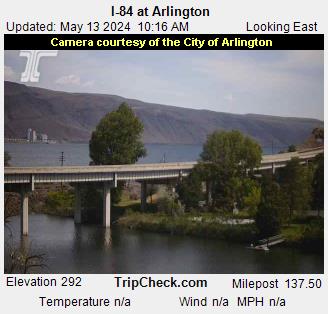 I-84 at Arlington
Updated: May 13 2024 10:16 AM Looking East
Camera courtesy of the City of Arlington
Elevation 292 TripCheck.com Milepost 137.50
Temperature n/a Wind n/a MPH n/a